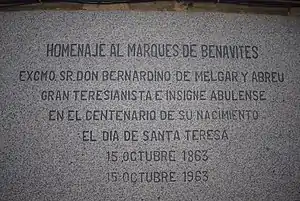 HOMENAJE AL MARQUES DE BENAVITES
EXCMO. SR. DON BERNARDINO DE MELGAR Y ABREU
GRAN TERESIANISTA E INSIGNE ABULENSE
EN EL CENTENARIO DE SU NACIMIENTO
EL DÍA DE SANTA TERESA
15 OCTUBRE 1863
15 OCTUBRE 1963